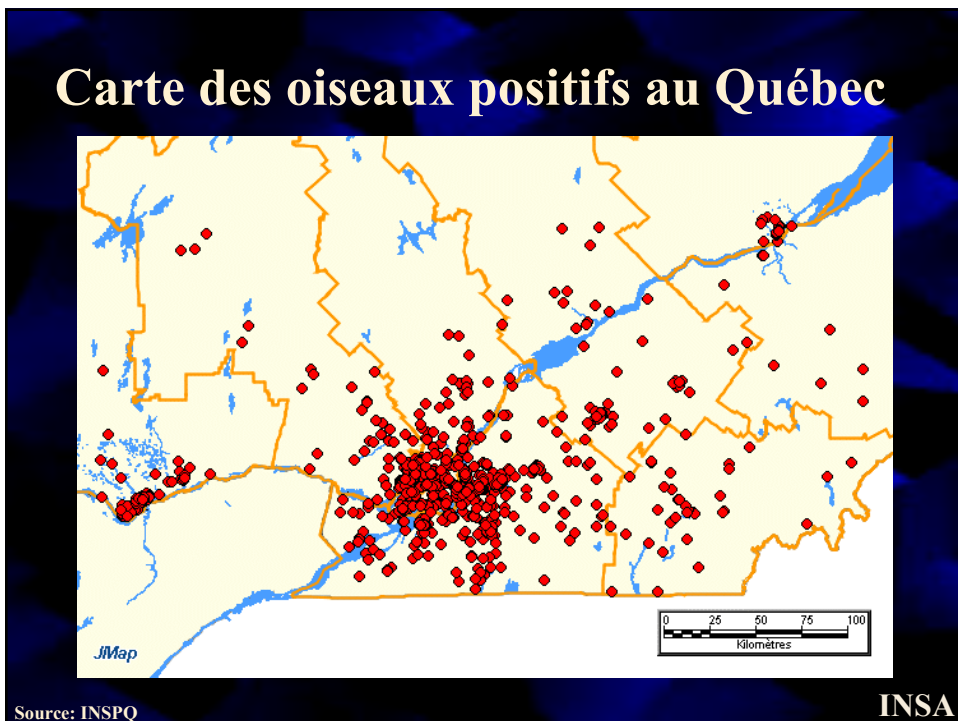 Carte des oiseaux positifs au Québec
0 25 50 75 100
Kilomètres
JMap
Source: INSPQ
INSA